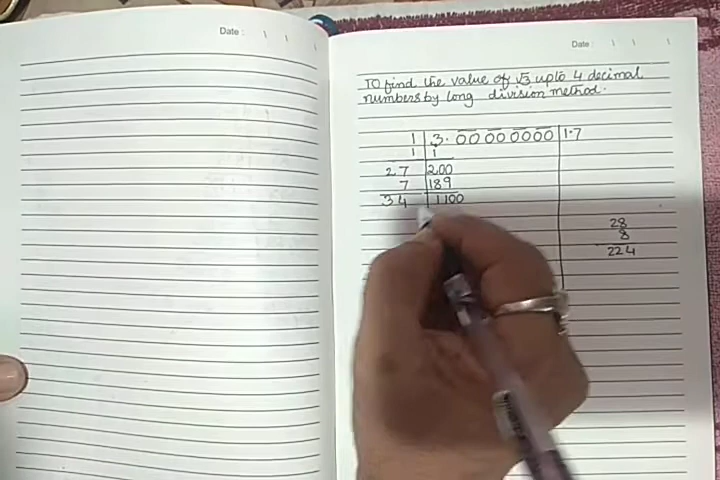 Date :
Date :
To find the value of √3 upto 4 decimal
numbers by long division method.
1 3. 00 00 00 00 1.7
1 1
27 200
7 189
34 1100
28
8
224